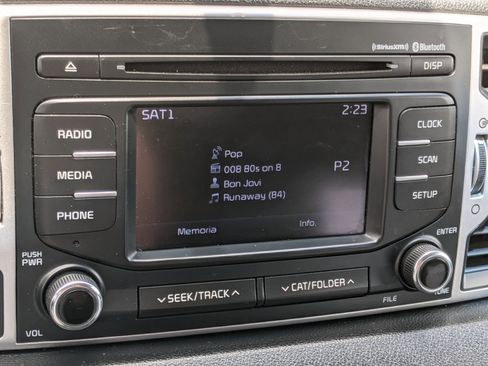 ((SiriusXM)) Bluetooth
DISP
SAT1 2:23
RADIO
CLOCK
Pop
008 80s on 8 P2
MEDIA
SCAN
Bon Jovi
Runaway (84)
PHONE
SETUP
Memoria Info.
PUSH
PWR
ENTER
VOL
∨ SEEK/TRACK ∧
∨ CAT/FOLDER ∧
FILE
TUNE